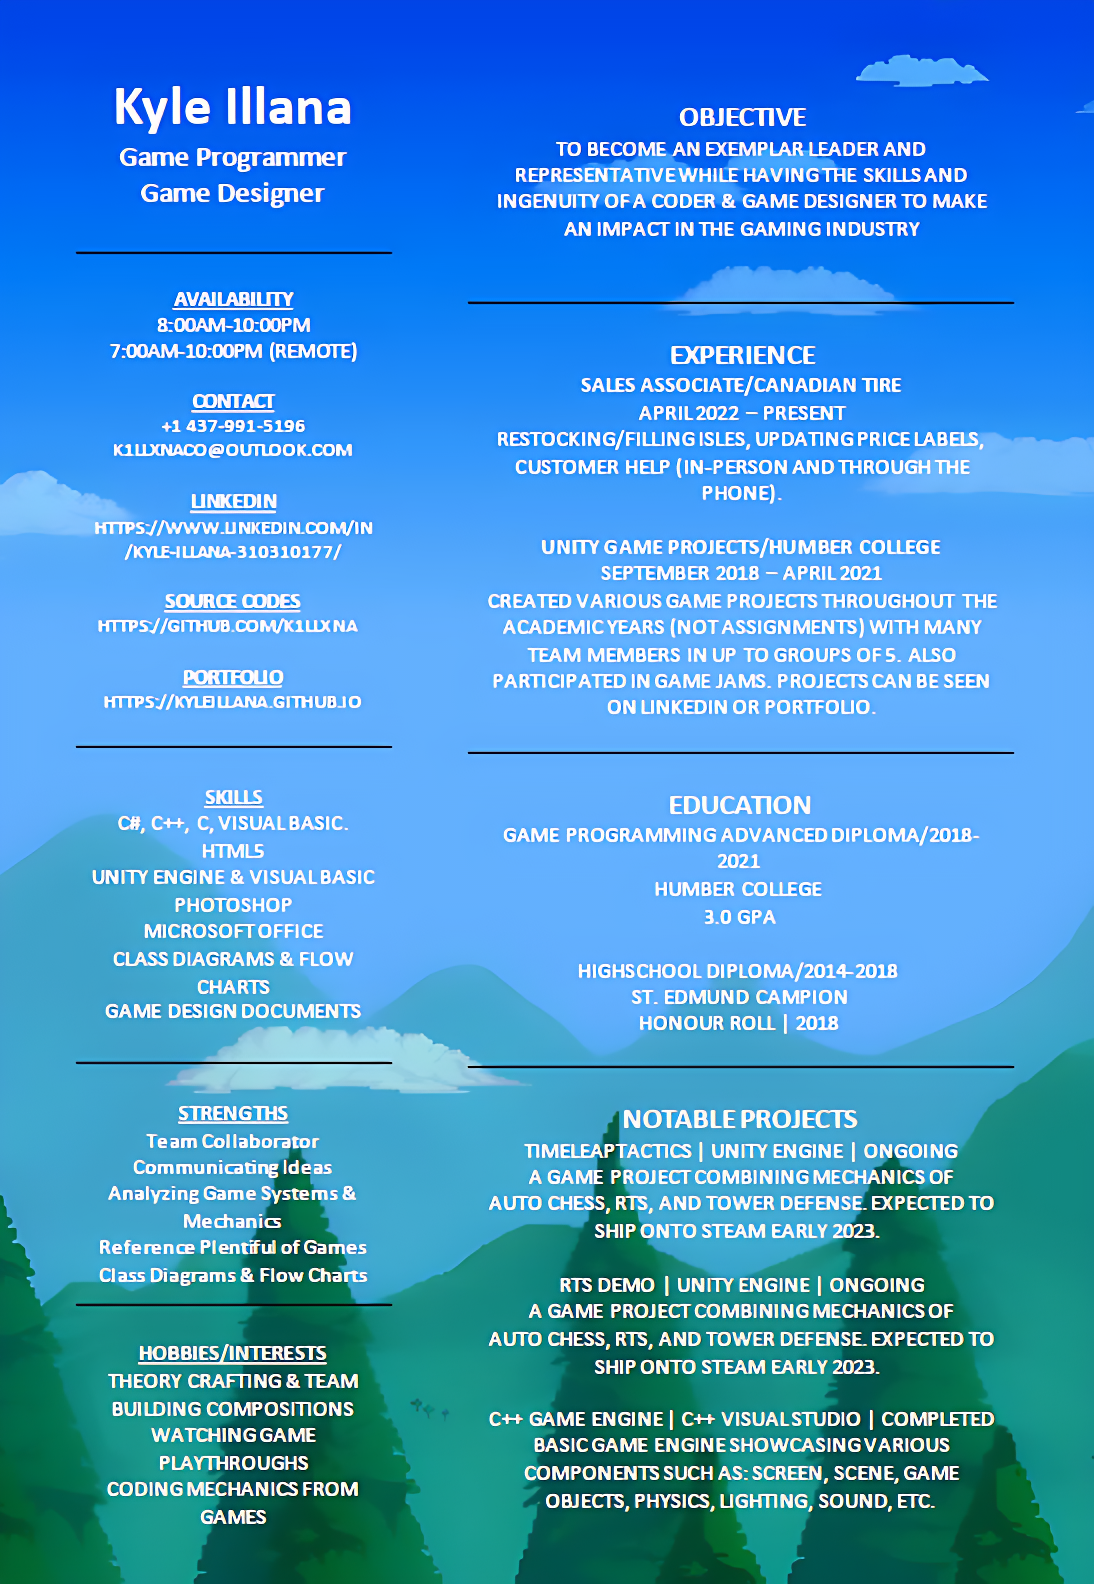 Kyle Illana
Game Programmer
Game Designer
AVAILABILITY
8:00AM-10:00PM
7:00AM-10:00PM (REMOTE)
CONTACT
+1 437-991-5196
K1LLXNACO@OUTLOOK.COM
LINKEDIN
HTTPS://WWW.LINKEDIN.COM/IN
/KYLE-ILLANA-310310177/
SOURCE CODES
HTTPS://GITHUB.COM/K1LLXNA
PORTFOLIO
HTTPS://KYLEILLANA.GITHUB.IO
SKILLS
C#, C++, C, VISUAL BASIC.
HTML5
UNITY ENGINE & VISUAL BASIC
PHOTOSHOP
MICROSOFT OFFICE
CLASS DIAGRAMS & FLOW
CHARTS
GAME DESIGN DOCUMENTS
STRENGTHS
Team Collaborator
Communicating Ideas
Analyzing Game Systems &
Mechanics
Reference Plentiful of Games
Class Diagrams & Flow Charts
HOBBIES/INTERESTS
THEORY CRAFTING & TEAM
BUILDING COMPOSITIONS
WATCHING GAME
PLAYTHROUGHS
CODING MECHANICS FROM
GAMES
OBJECTIVE
TO BECOME AN EXEMPLAR LEADER AND
REPRESENTATIVE WHILE HAVING THE SKILLS AND
INGENUITY OF A CODER & GAME DESIGNER TO MAKE
AN IMPACT IN THE GAMING INDUSTRY
EXPERIENCE
SALES ASSOCIATE/CANADIAN TIRE
APRIL 2022 – PRESENT
RESTOCKING/FILLING ISLES, UPDATING PRICE LABELS,
CUSTOMER HELP (IN-PERSON AND THROUGH THE
PHONE).
UNITY GAME PROJECTS/HUMBER COLLEGE
SEPTEMBER 2018 – APRIL 2021
CREATED VARIOUS GAME PROJECTS THROUGHOUT THE
ACADEMIC YEARS (NOT ASSIGNMENTS) WITH MANY
TEAM MEMBERS IN UP TO GROUPS OF 5. ALSO
PARTICIPATED IN GAME JAMS. PROJECTS CAN BE SEEN
ON LINKEDIN OR PORTFOLIO.
EDUCATION
GAME PROGRAMMING ADVANCED DIPLOMA/2018-
2021
HUMBER COLLEGE
3.0 GPA
HIGHSCHOOL DIPLOMA/2014-2018
ST. EDMUND CAMPION
HONOUR ROLL | 2018
NOTABLE PROJECTS
TIMELEAPTACTICS | UNITY ENGINE | ONGOING
A GAME PROJECT COMBINING MECHANICS OF
AUTO CHESS, RTS, AND TOWER DEFENSE. EXPECTED TO
SHIP ONTO STEAM EARLY 2023.
RTS DEMO | UNITY ENGINE | ONGOING
A GAME PROJECT COMBINING MECHANICS OF
AUTO CHESS, RTS, AND TOWER DEFENSE. EXPECTED TO
SHIP ONTO STEAM EARLY 2023.
C++ GAME ENGINE | C++ VISUAL STUDIO | COMPLETED
BASIC GAME ENGINE SHOWCASING VARIOUS
COMPONENTS SUCH AS: SCREEN, SCENE, GAME
OBJECTS, PHYSICS, LIGHTING, SOUND, ETC.